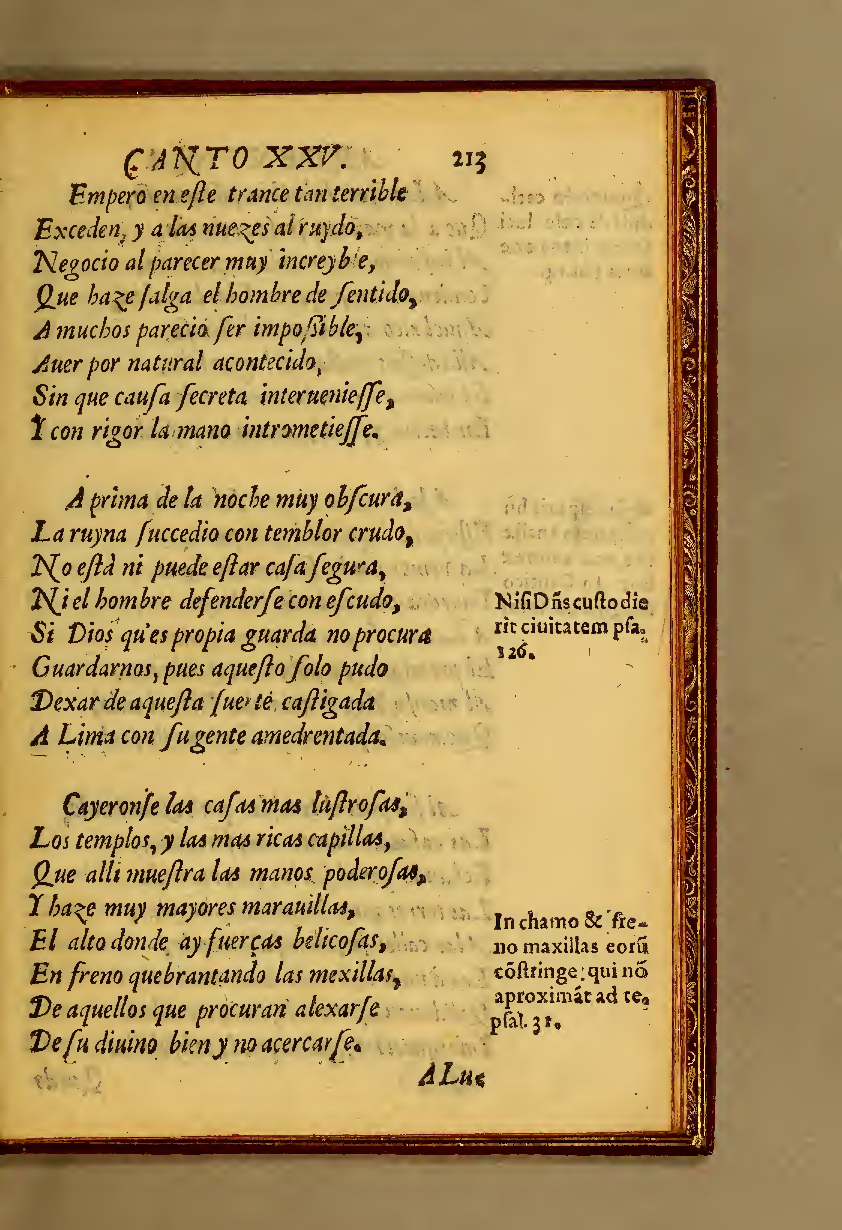 CANTO XXV. 213
Empero en eſte trance tan terrible
Exceden, y a las nuezes al ruydo,
Negocio al parecer muy increyble,
Que haze ſalga el hombre de ſentido,
A muchos pareciò ſer impoſsible,
Auer por natural acontecido,
Sin que cauſa ſecreta interuenieſſe,
Y con rigor la mano intrometieſſe.
A prima de la noche muy obſcura,
La ruyna ſuccedio con temblor crudo,
No eſtà ni puede eſtar caſa ſegura,
Ni el hombre defenderſe con eſcudo,
Si Dios qu'es propia guarda no procura
Guardarnos, pues aqueſto ſolo pudo
Dexar de aqueſta ſuerte caſtigada
A Lima con ſu gente amedrentada.
Niſi Dñs cuſtodie
rit ciuitatem pſa.
126.
Cayeronſe las caſas mas luſtroſas,
Los templos, y las mas ricas capillas,
Que alli mueſtra las manos poderoſas,
Y haze muy mayores marauillas,
El alto donde ay fuerças belicoſas,
En freno quebrantando las mexillas,
De aquellos que procuran alexarſe
De ſu diuino bien y no acercarſe.
In chamo & fre-
no maxillas eorũ
cõſtringe: qui nõ
aproximãt ad te,
pſal. 31.
A Luc